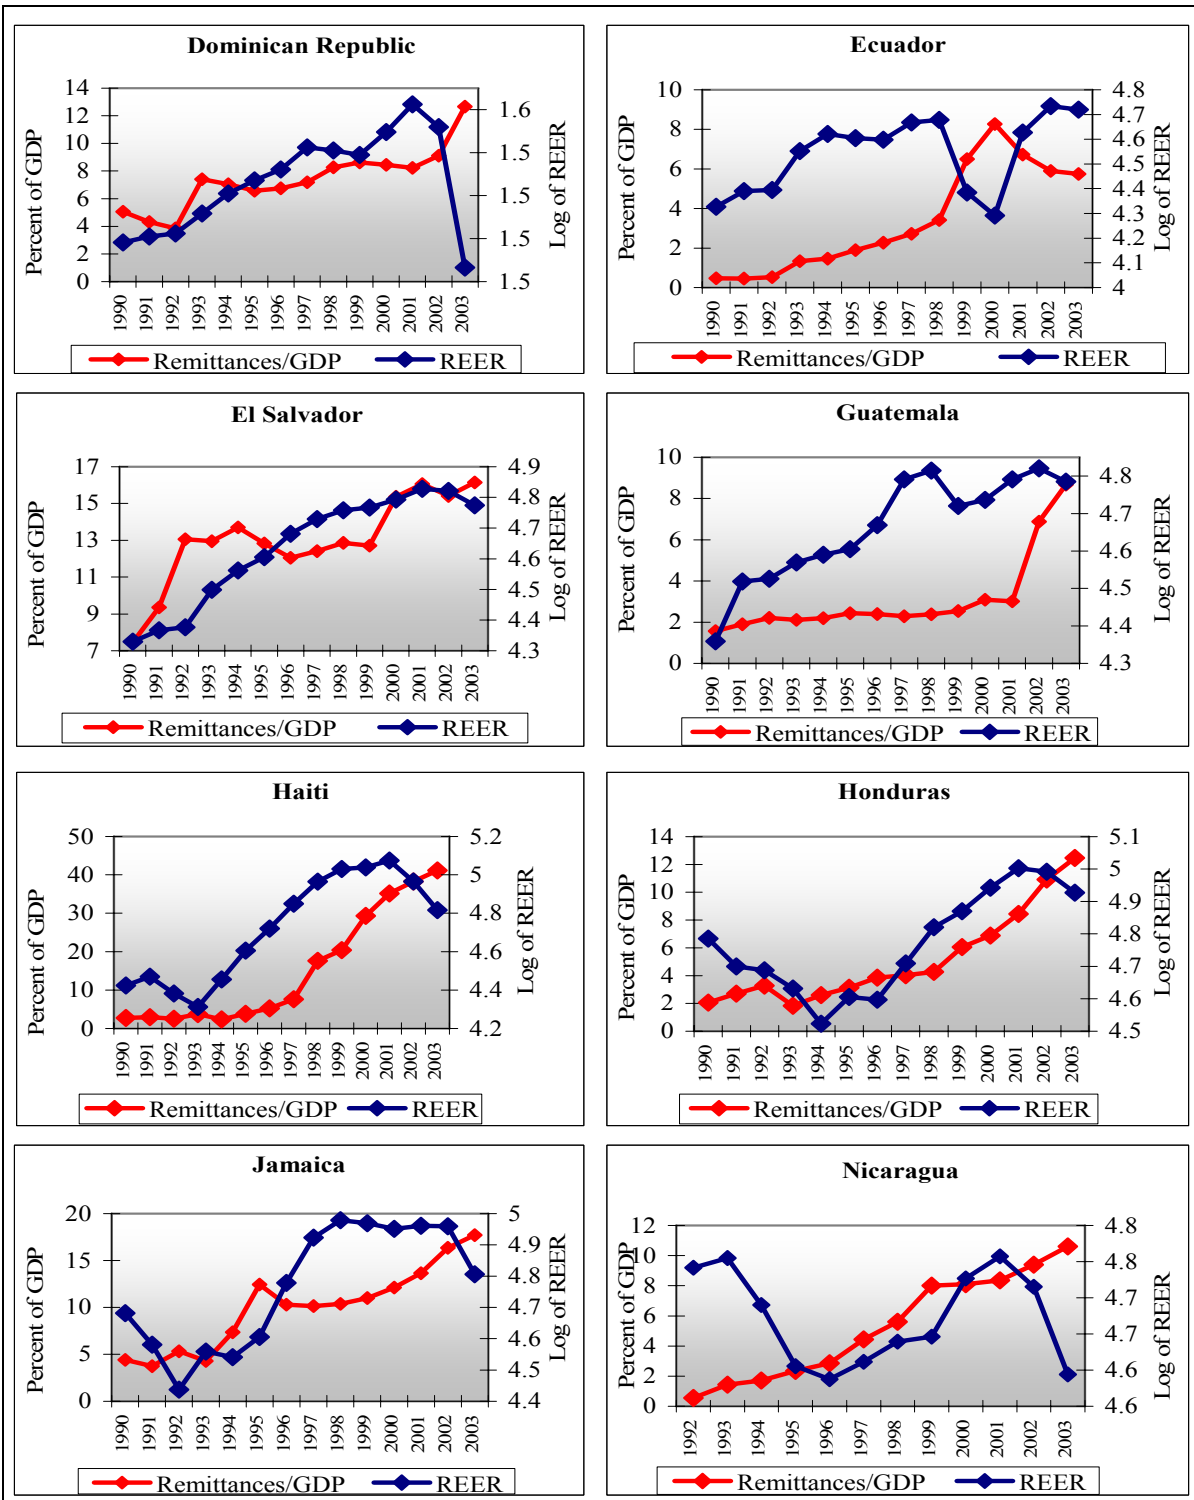 Dominican Republic
Percent of GDP
14
12
10
8
6
4
2
0
1.6
1.5
1.5
1.5
1.5
Log of REER
1990 1991 1992 1993 1994 1995 1996 1997 1998 1999 2000 2001 2002 2003
Remittances/GDP REER
Ecuador
Percent of GDP
10
8
6
4
2
0
4.8
4.7
4.6
4.5
4.4
4.3
4.2
4.1
4
Log of REER
1990 1991 1992 1993 1994 1995 1996 1997 1998 1999 2000 2001 2002 2003
Remittances/GDP REER
El Salvador
Percent of GDP
17
15
13
11
9
7
4.9
4.8
4.7
4.6
4.5
4.4
4.3
Log of REER
1990 1991 1992 1993 1994 1995 1996 1997 1998 1999 2000 2001 2002 2003
Remittances/GDP REER
Guatemala
Percent of GDP
10
8
6
4
2
0
4.8
4.7
4.6
4.5
4.4
4.3
Log of REER
1990 1991 1992 1993 1994 1995 1996 1997 1998 1999 2000 2001 2002 2003
Remittances/GDP REER
Haiti
Percent of GDP
50
40
30
20
10
0
5.2
5
4.8
4.6
4.4
4.2
Log of REER
1990 1991 1992 1993 1994 1995 1996 1997 1998 1999 2000 2001 2002 2003
Remittances/GDP REER
Honduras
Percent of GDP
14
12
10
8
6
4
2
0
5.1
5
4.9
4.8
4.7
4.6
4.5
Log of REER
1990 1991 1992 1993 1994 1995 1996 1997 1998 1999 2000 2001 2002 2003
Remittances/GDP REER
Jamaica
Percent of GDP
20
15
10
5
0
5
4.9
4.8
4.7
4.6
4.5
4.4
Log of REER
1990 1991 1992 1993 1994 1995 1996 1997 1998 1999 2000 2001 2002 2003
Remittances/GDP REER
Nicaragua
Percent of GDP
12
10
8
6
4
2
0
4.8
4.8
4.7
4.7
4.6
4.6
Log of REER
1992 1993 1994 1995 1996 1997 1998 1999 2000 2001 2002 2003
Remittances/GDP REER